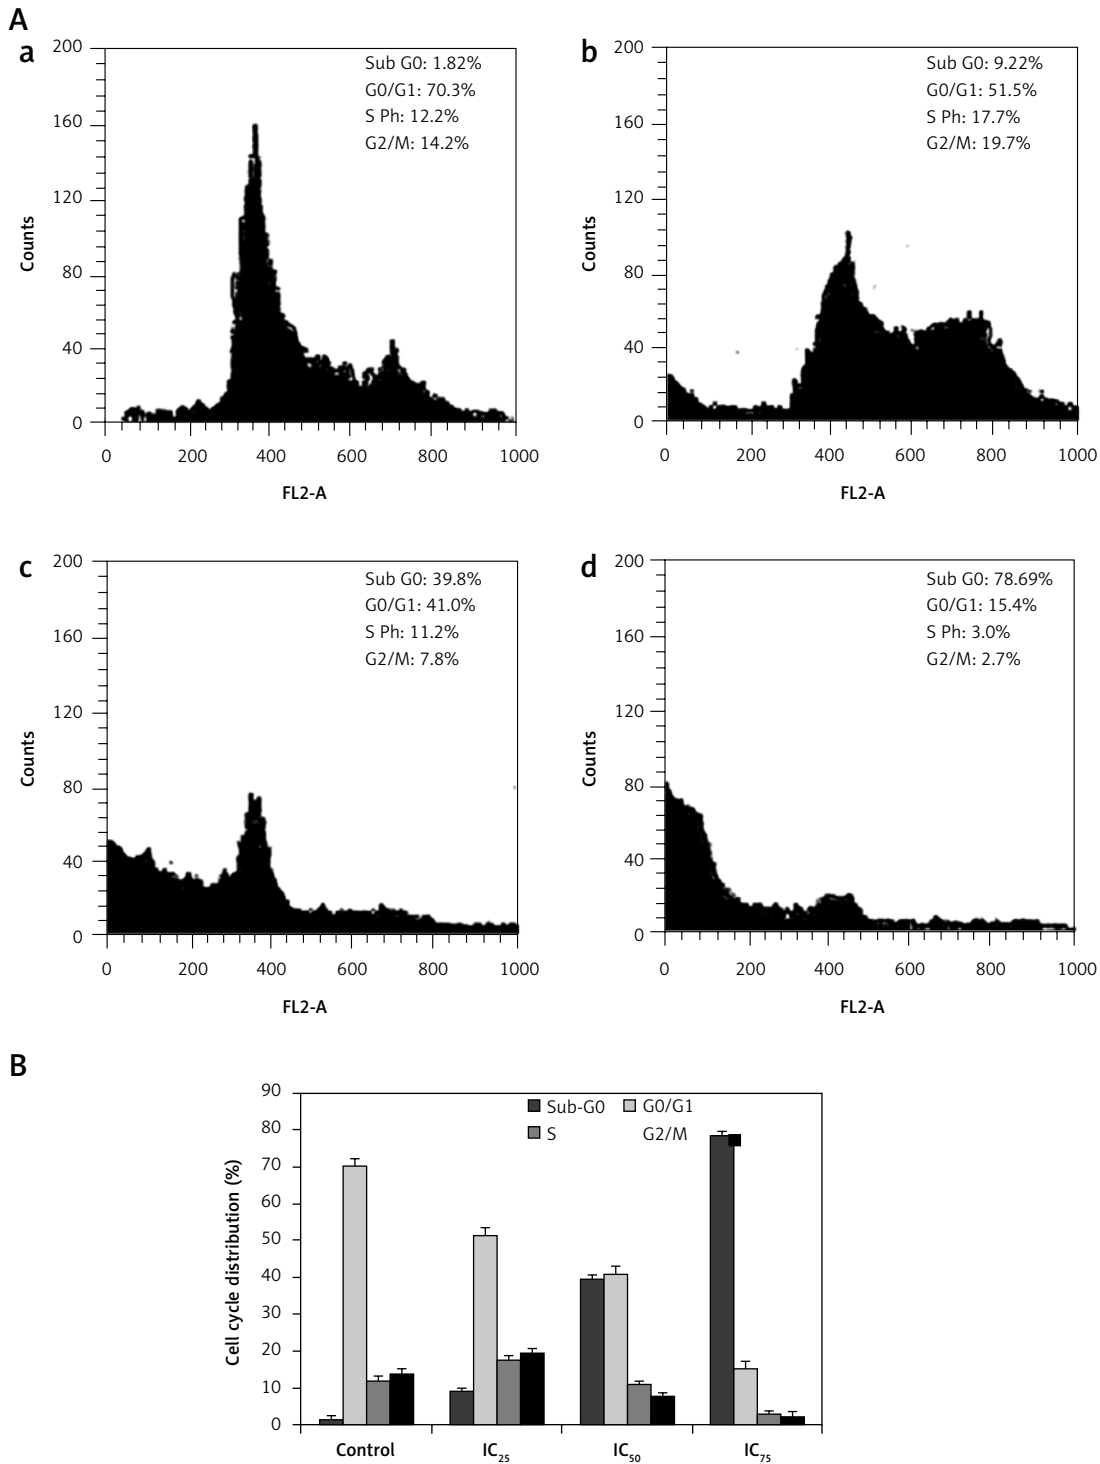 A
a
200
160
120
80
40
0
Counts
Sub G0: 1.82%
G0/G1: 70.3%
S Ph: 12.2%
G2/M: 14.2%
0 200 400 600 800 1000
FL2-A
b
200
160
120
80
40
0
Counts
Sub G0: 9.22%
G0/G1: 51.5%
S Ph: 17.7%
G2/M: 19.7%
0 200 400 600 800 1000
FL2-A
c
200
160
120
80
40
0
Counts
Sub G0: 39.8%
G0/G1: 41.0%
S Ph: 11.2%
G2/M: 7.8%
0 200 400 600 800 1000
FL2-A
d
200
160
120
80
40
0
Counts
Sub G0: 78.69%
G0/G1: 15.4%
S Ph: 3.0%
G2/M: 2.7%
0 200 400 600 800 1000
FL2-A
B
90
80
70
60
50
40
30
20
10
0
Cell cycle distribution (%)
Sub-G0 G0/G1
S G2/M
Control IC25 IC50 IC75